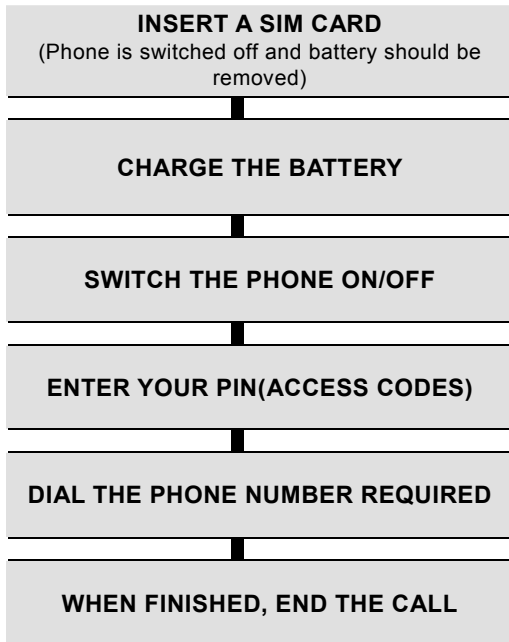 INSERT A SIM CARD
(Phone is switched off and battery should be
removed)
CHARGE THE BATTERY
SWITCH THE PHONE ON/OFF
ENTER YOUR PIN(ACCESS CODES)
DIAL THE PHONE NUMBER REQUIRED
WHEN FINISHED, END THE CALL